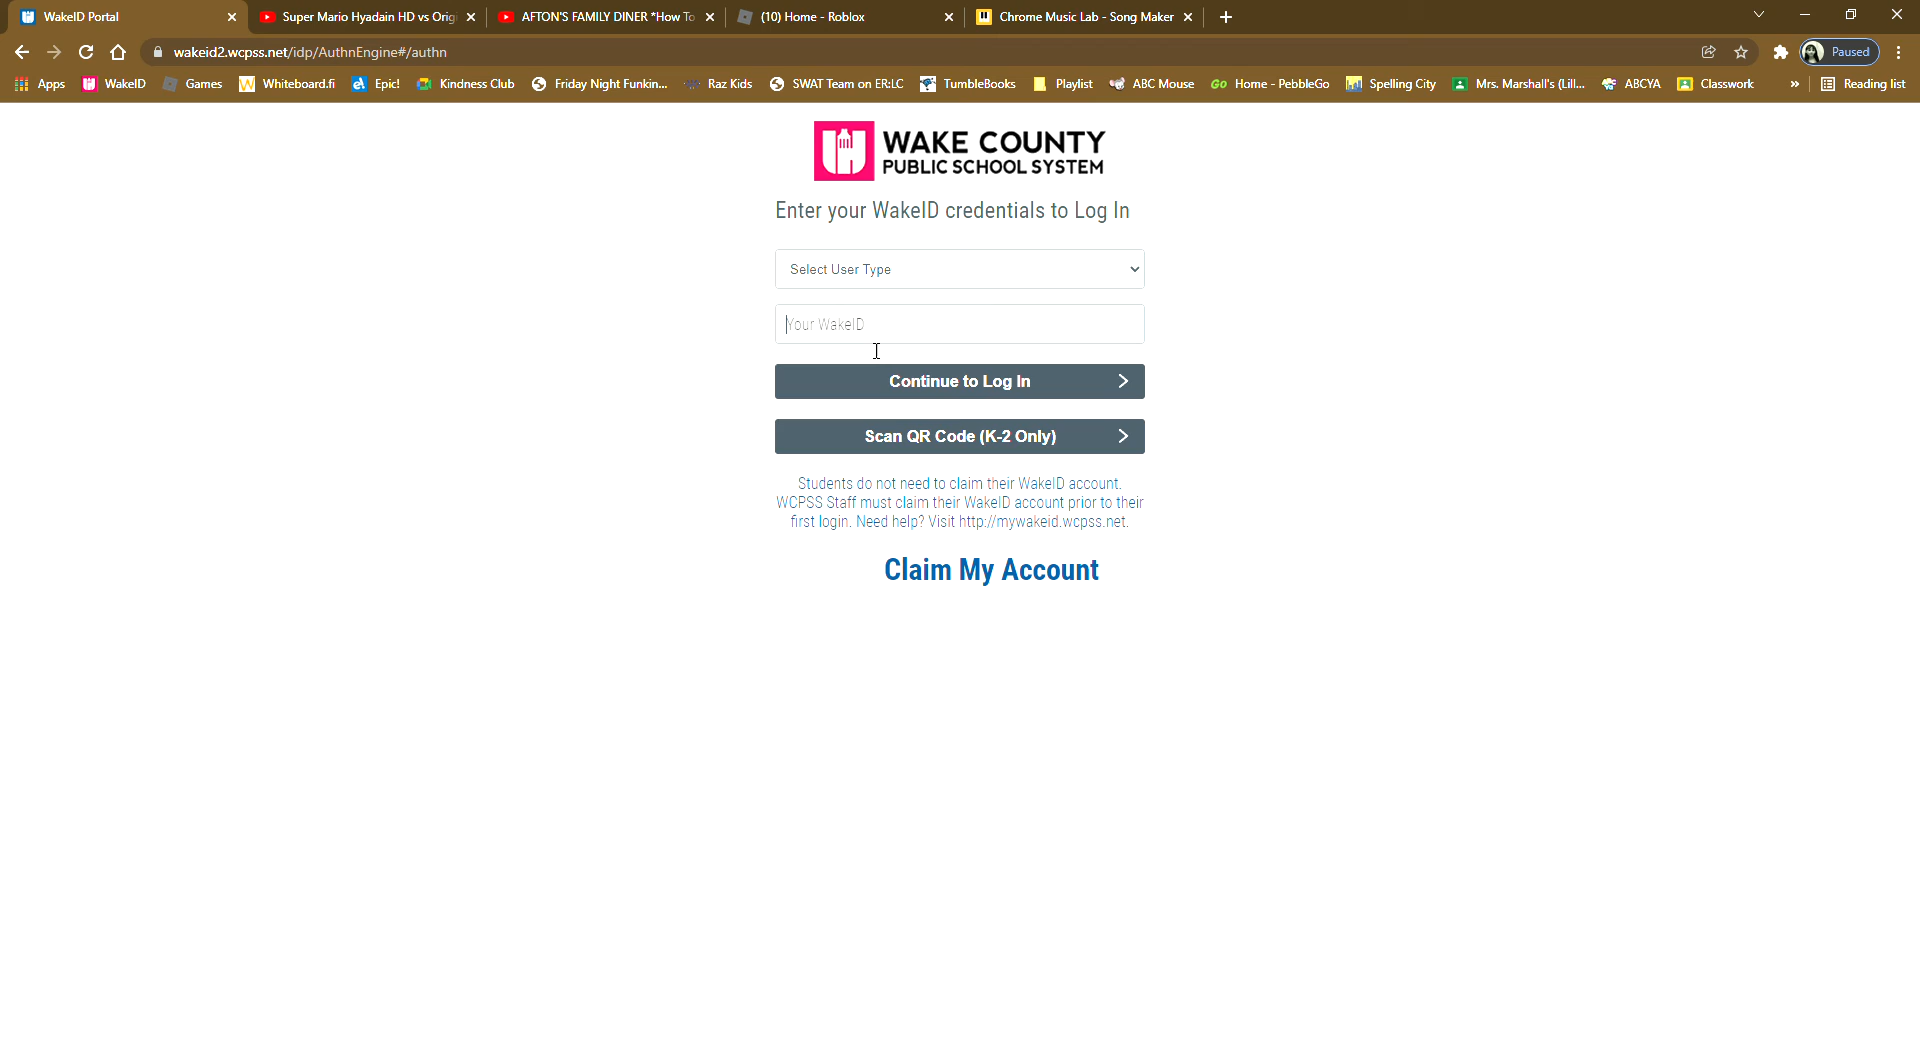 WakeID Portal
Super Mario Hyadain HD vs Orig
AFTON'S FAMILY DINER *How To
(10) Home - Roblox
Chrome Music Lab - Song Maker
wakeid2.wcpss.net/idp/AuthnEngine#/authn
Paused
Apps
WakeID
Games
Whiteboard.fi
Epic!
Kindness Club
Friday Night Funkin...
Raz Kids
SWAT Team on ER:LC
TumbleBooks
Playlist
ABC Mouse
Go Home - PebbleGo
Spelling City
Mrs. Marshall's (Lill...
ABCYA
Classwork
»
Reading list
WAKE COUNTY
PUBLIC SCHOOL SYSTEM
Enter your WakeID credentials to Log In
Select User Type
Your WakeID
Continue to Log In
Scan QR Code (K-2 Only)
Students do not need to claim their WakeID account.
WCPSS Staff must claim their WakeID account prior to their
first login. Need help? Visit http://mywakeid.wcpss.net.
Claim My Account